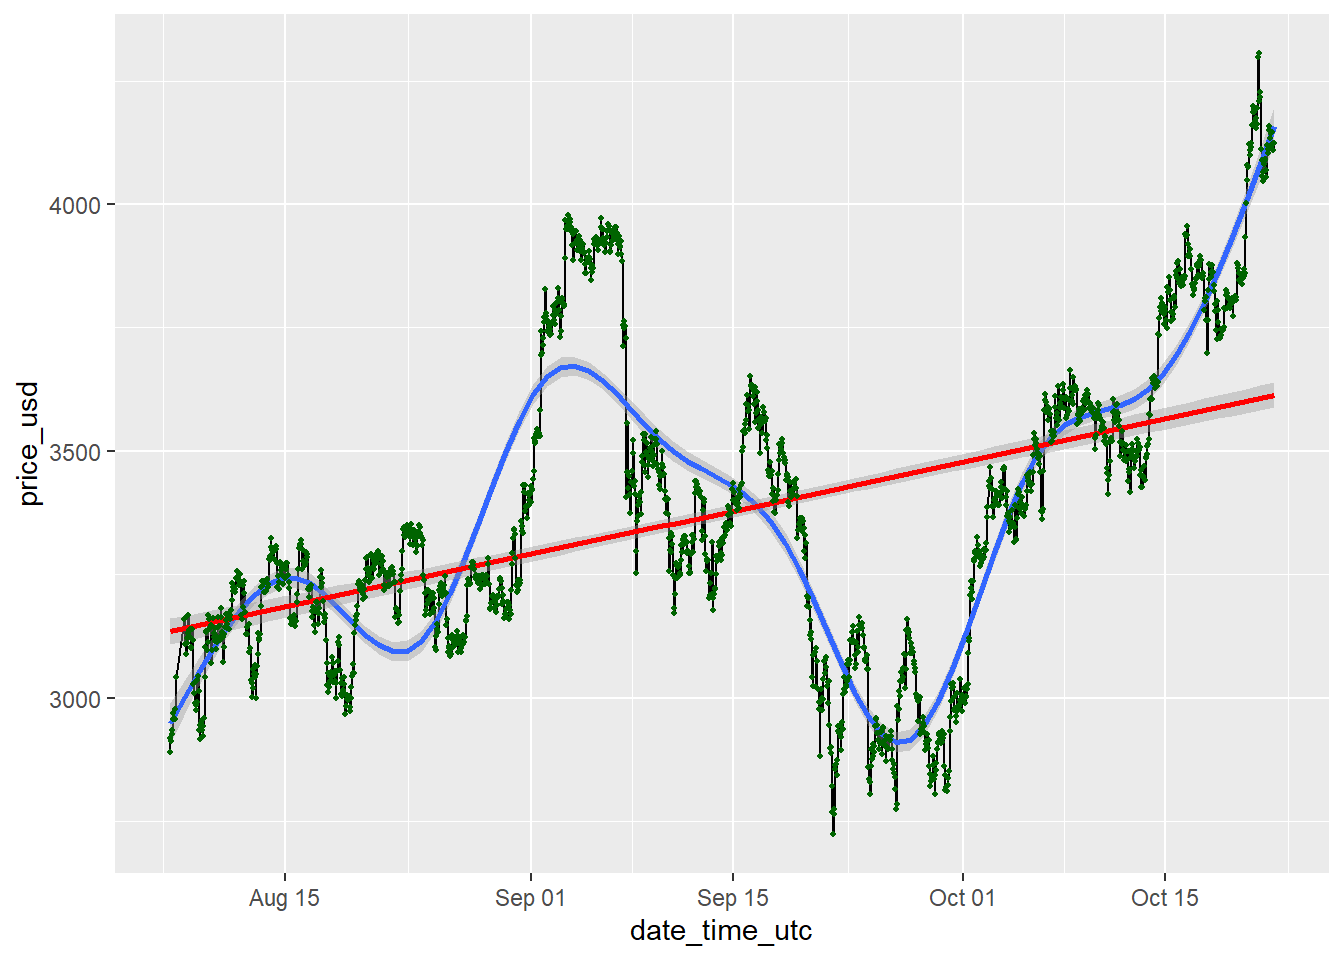 price_usd
4000
3500
3000
Aug 15
Sep 01
Sep 15
Oct 01
Oct 15
date_time_utc